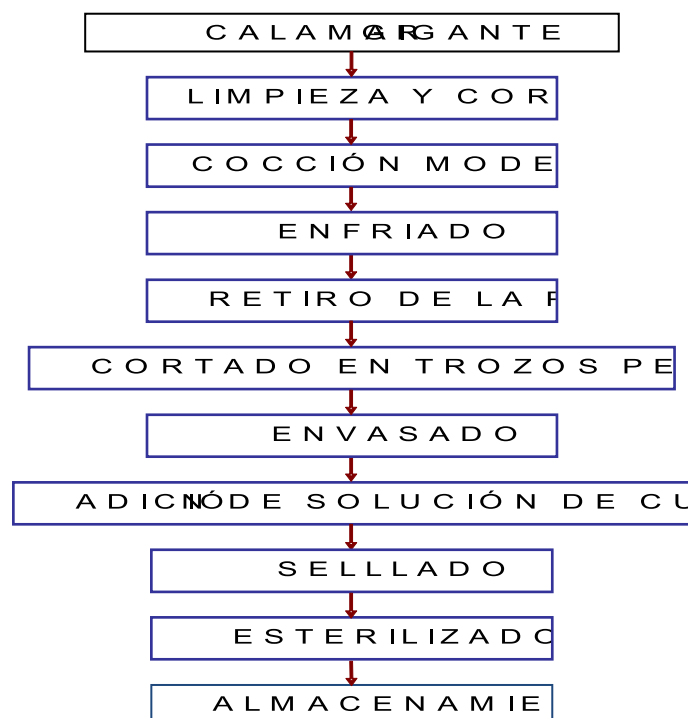 CALAMAR GIGANTE
LIMPIEZA Y COR
COCCIÓN MODE
ENFRIADO
RETIRO DE LA
CORTADO EN TROZOS PE
ENVASADO
ADICIÓN DE SOLUCIÓN DE CU
SELLLADO
ESTERILIZADO
ALMACENAMIE